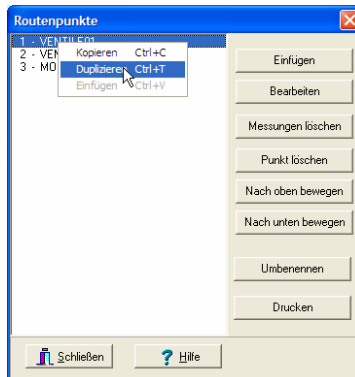 Routenpunkte
1 - VENTILE01
2 - VEN
3 - MO
Kopieren Ctrl+C
Duplizieren Ctrl+T
Einfügen Ctrl+V
Einfügen
Bearbeiten
Messungen löschen
Punkt löschen
Nach oben bewegen
Nach unten bewegen
Umbenennen
Drucken
Schließen
? Hilfe